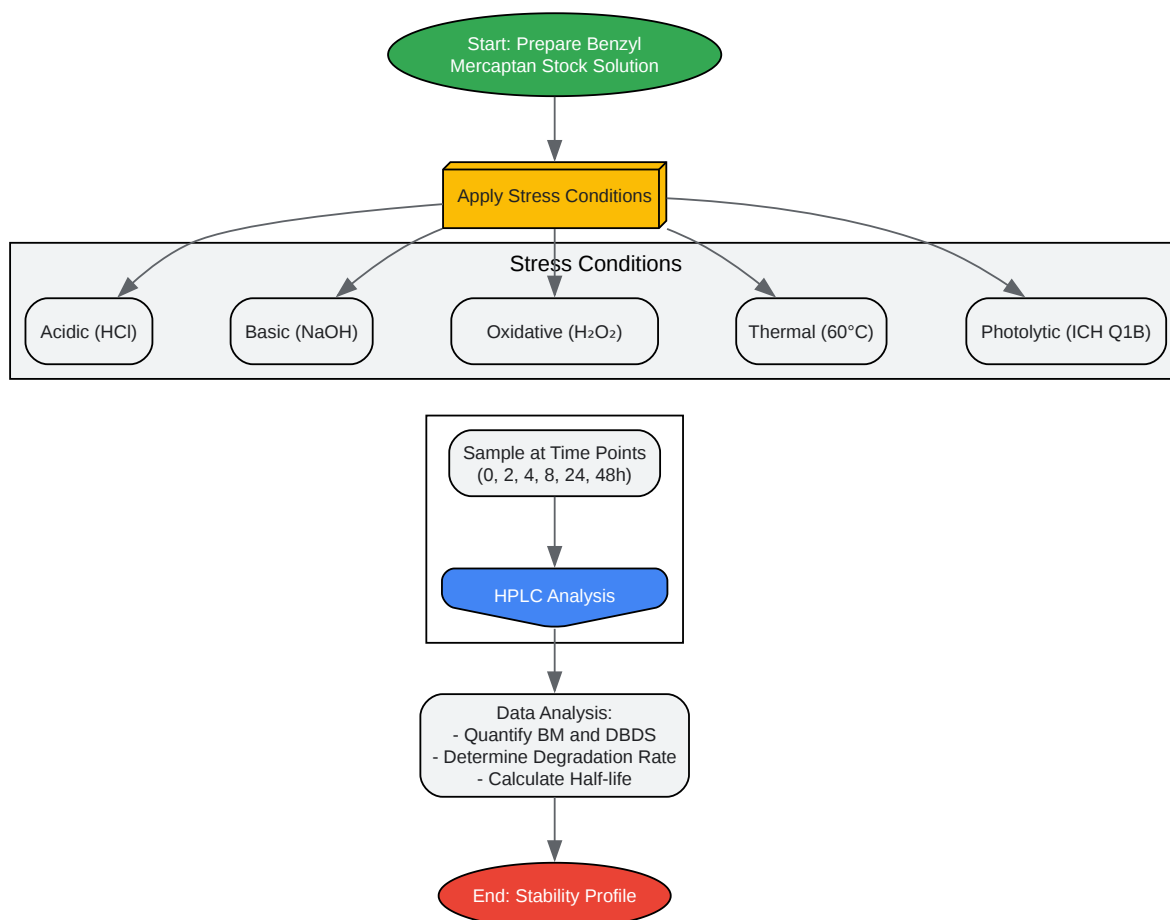 Start: Prepare Benzyl
Mercaptan Stock Solution
Apply Stress Conditions
Stress Conditions
Acidic (HCl)
Basic (NaOH)
Oxidative (H₂O₂)
Thermal (60°C)
Photolytic (ICH Q1B)
Sample at Time Points
(0, 2, 4, 8, 24, 48h)
HPLC Analysis
Data Analysis:
- Quantify BM and DBDS
- Determine Degradation Rate
- Calculate Half-life
End: Stability Profile